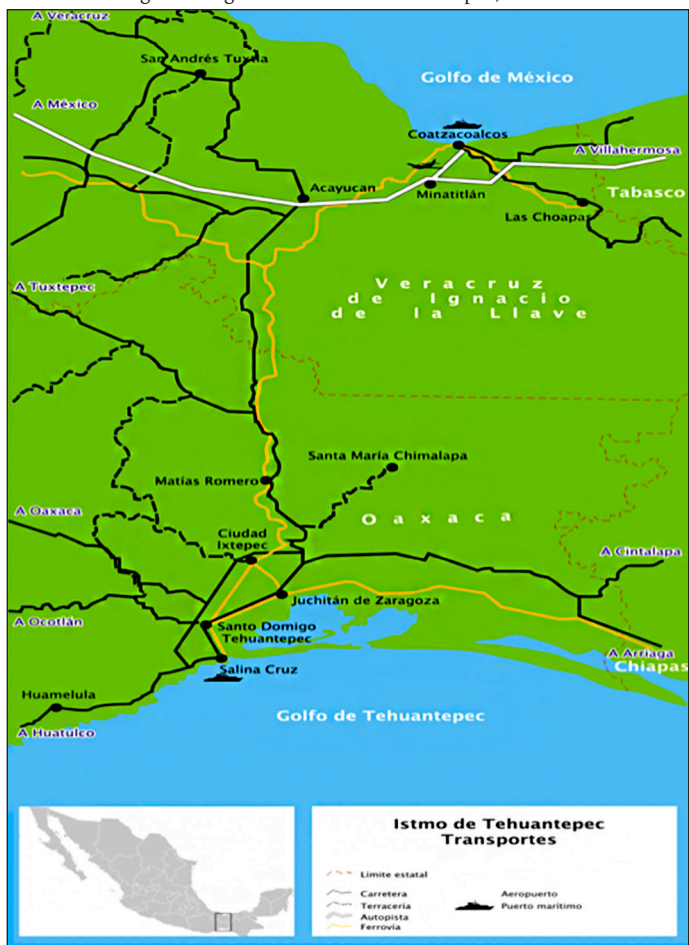 A Veracruz
San Andrés Tuxtla
Golfo de México
A México
Coatzacoalcos
A Villahermosa
Acayucan
Minatitlán
Tabasco
Las Choapas
A Tuxtepec
Veracruz
de Ignacio
de la Llave
Santa María Chimalapa
Matías Romero
A Oaxaca
Oaxaca
Ciudad
Ixtepec
A Cintalapa
Juchitán de Zaragoza
A Ocotlán
Santo Domigo
Tehuantepec
A Arriaga
Salina Cruz
Chiapas
Huamelula
Golfo de Tehuantepec
A Huatulco
Istmo de Tehuantepec
Transportes
Límite estatal
Carretera
Aeropuerto
Terracería
Puerto marítimo
Autopista
Ferrovía